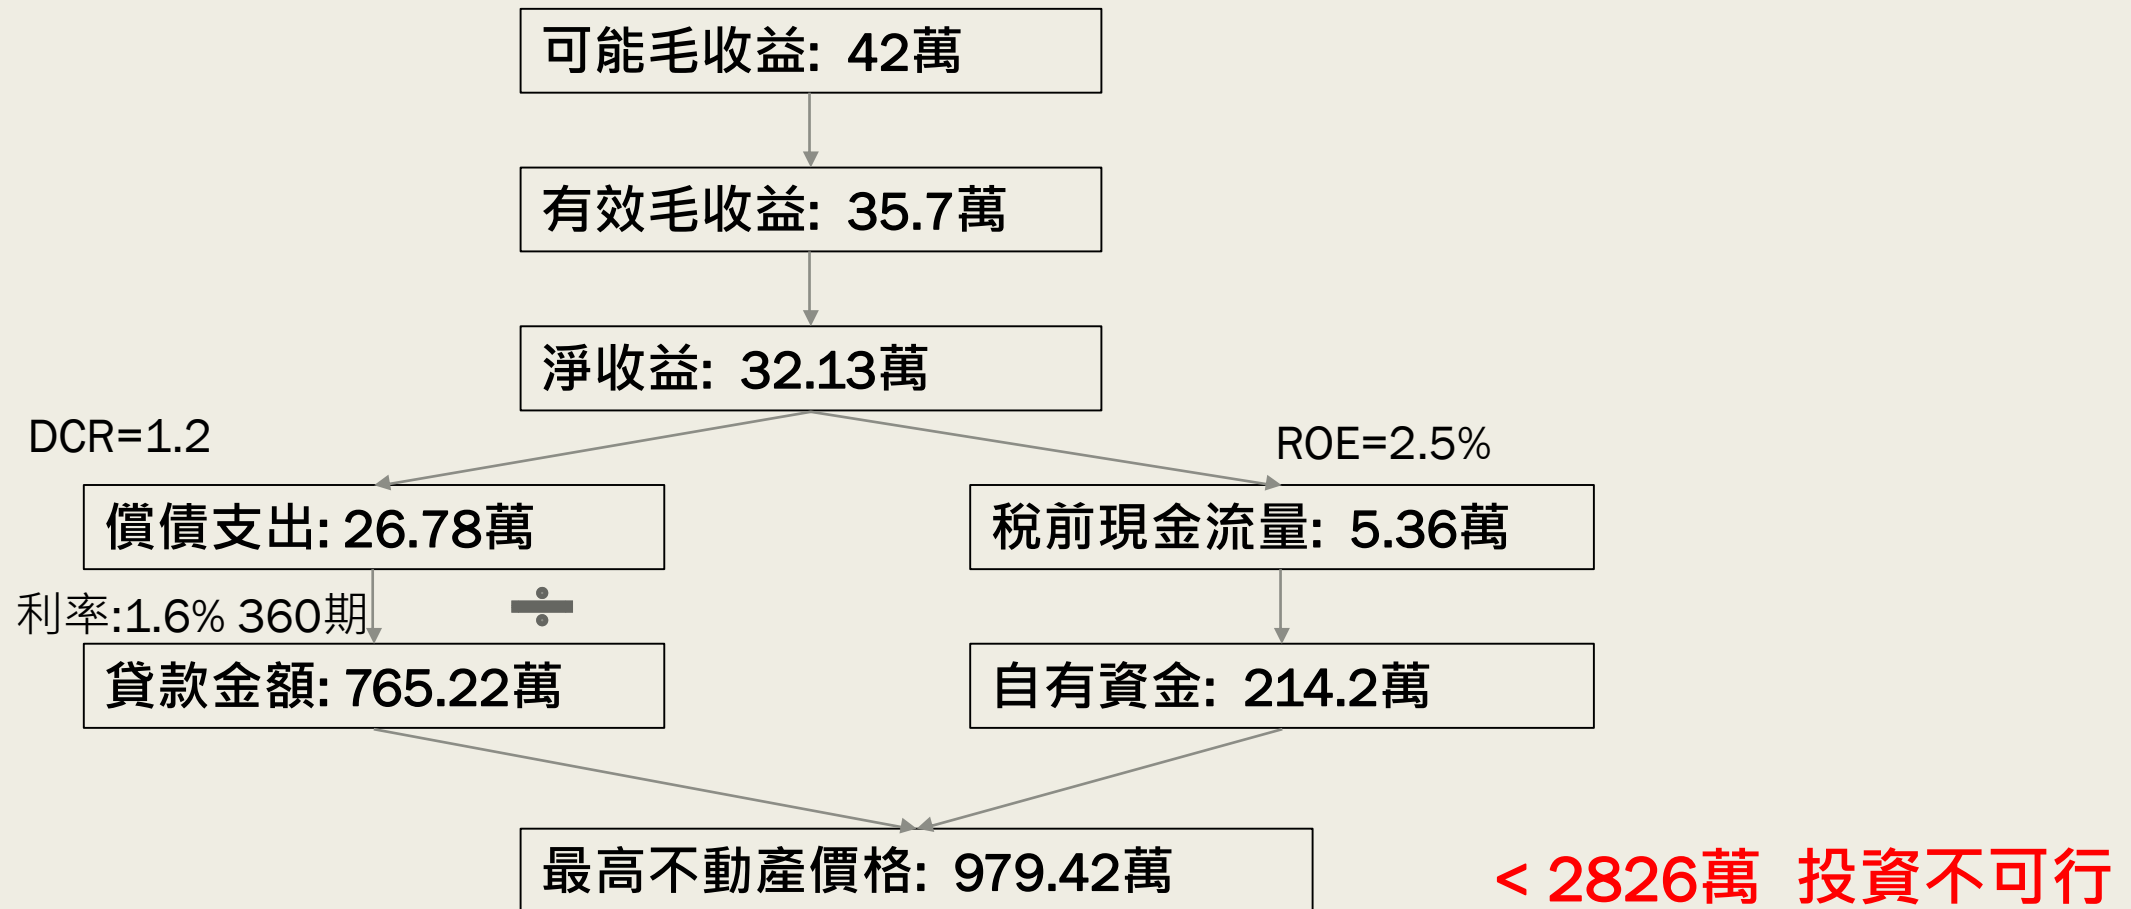 可能毛收益: 42萬
有效毛收益: 35.7萬
淨收益: 32.13萬
DCR=1.2
ROE=2.5%
償債支出: 26.78萬
稅前現金流量: 5.36萬
利率:1.6% 360期
÷
貸款金額: 765.22萬
自有資金: 214.2萬
最高不動產價格: 979.42萬
< 2826萬 投資不可行